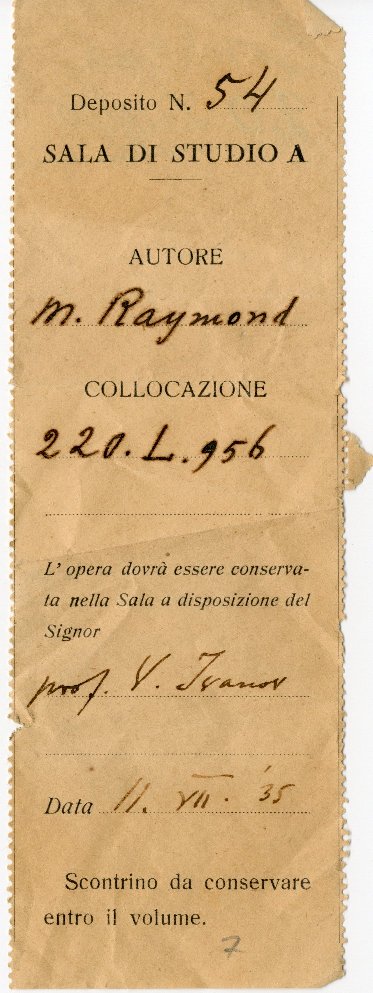 Deposito N. 54
SALA DI STUDIO A
AUTORE
M. Raymond
COLLOCAZIONE
220. L. 956
L' opera dovrà essere conserva-
ta nella Sala a disposizione del
Signor
prof. V. Ivanov
Data 11. VII. '35
Scontrino da conservare
entro il volume.
7